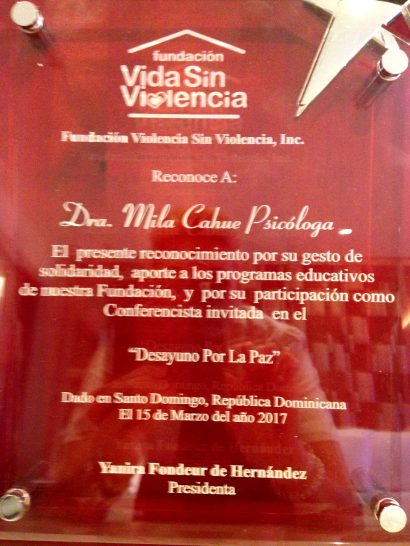 fundación
Vida Sin
Violencia
Fundación Violencia Sin Violencia, Inc.
Reconoce A:
Dra. Mila Cahue Psicóloga
El presente reconocimiento por su gesto de
solidaridad, aporte a los programas educativos
de nuestra Fundación, y por su participación como
Conferencista invitada en el
“Desayuno Por La Paz”
Dado en Santo Domingo, República Dominicana
El 15 de Marzo del año 2017
Yanira Fondeur de Hernández
Presidenta